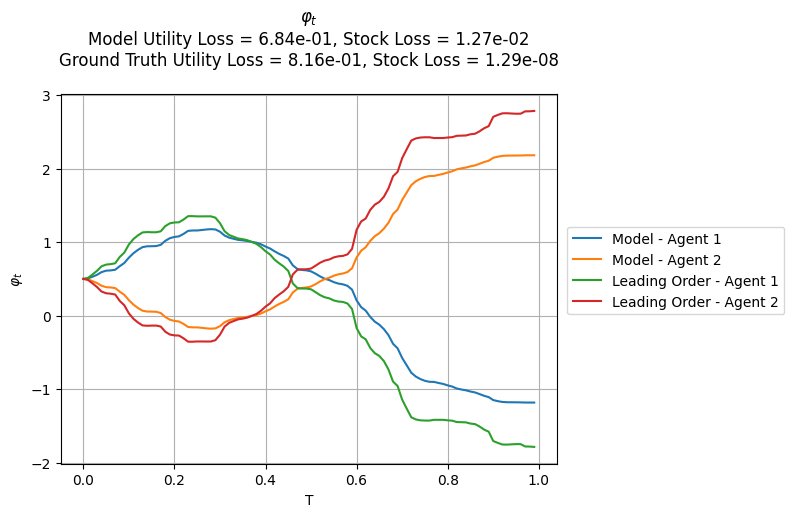 φt
Model Utility Loss = 6.84e-01, Stock Loss = 1.27e-02
Ground Truth Utility Loss = 8.16e-01, Stock Loss = 1.29e-08
3
2
1
0
−1
−2
φt
0.0 0.2 0.4 0.6 0.8 1.0
T
Model - Agent 1
Model - Agent 2
Leading Order - Agent 1
Leading Order - Agent 2